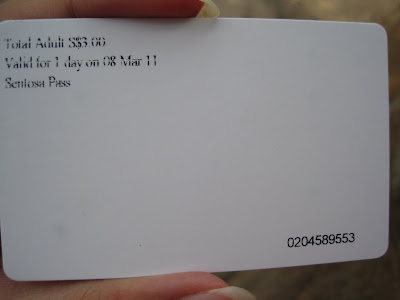 Total Adult S$3.00
Valid for 1 day on 08 Mar 11
Sentosa Pass
0204589553